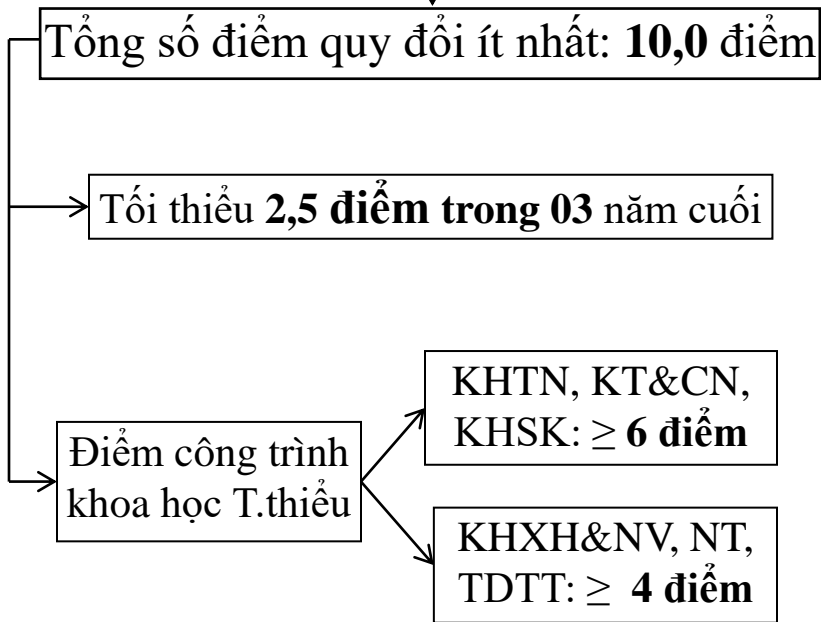 Tổng số điểm quy đổi ít nhất: 10,0 điểm
Tối thiểu 2,5 điểm trong 03 năm cuối
KHTN, KT&CN,
KHSK: ≥ 6 điểm
Điểm công trình
khoa học T.thiểu
KHXH&NV, NT,
TDTT: ≥ 4 điểm